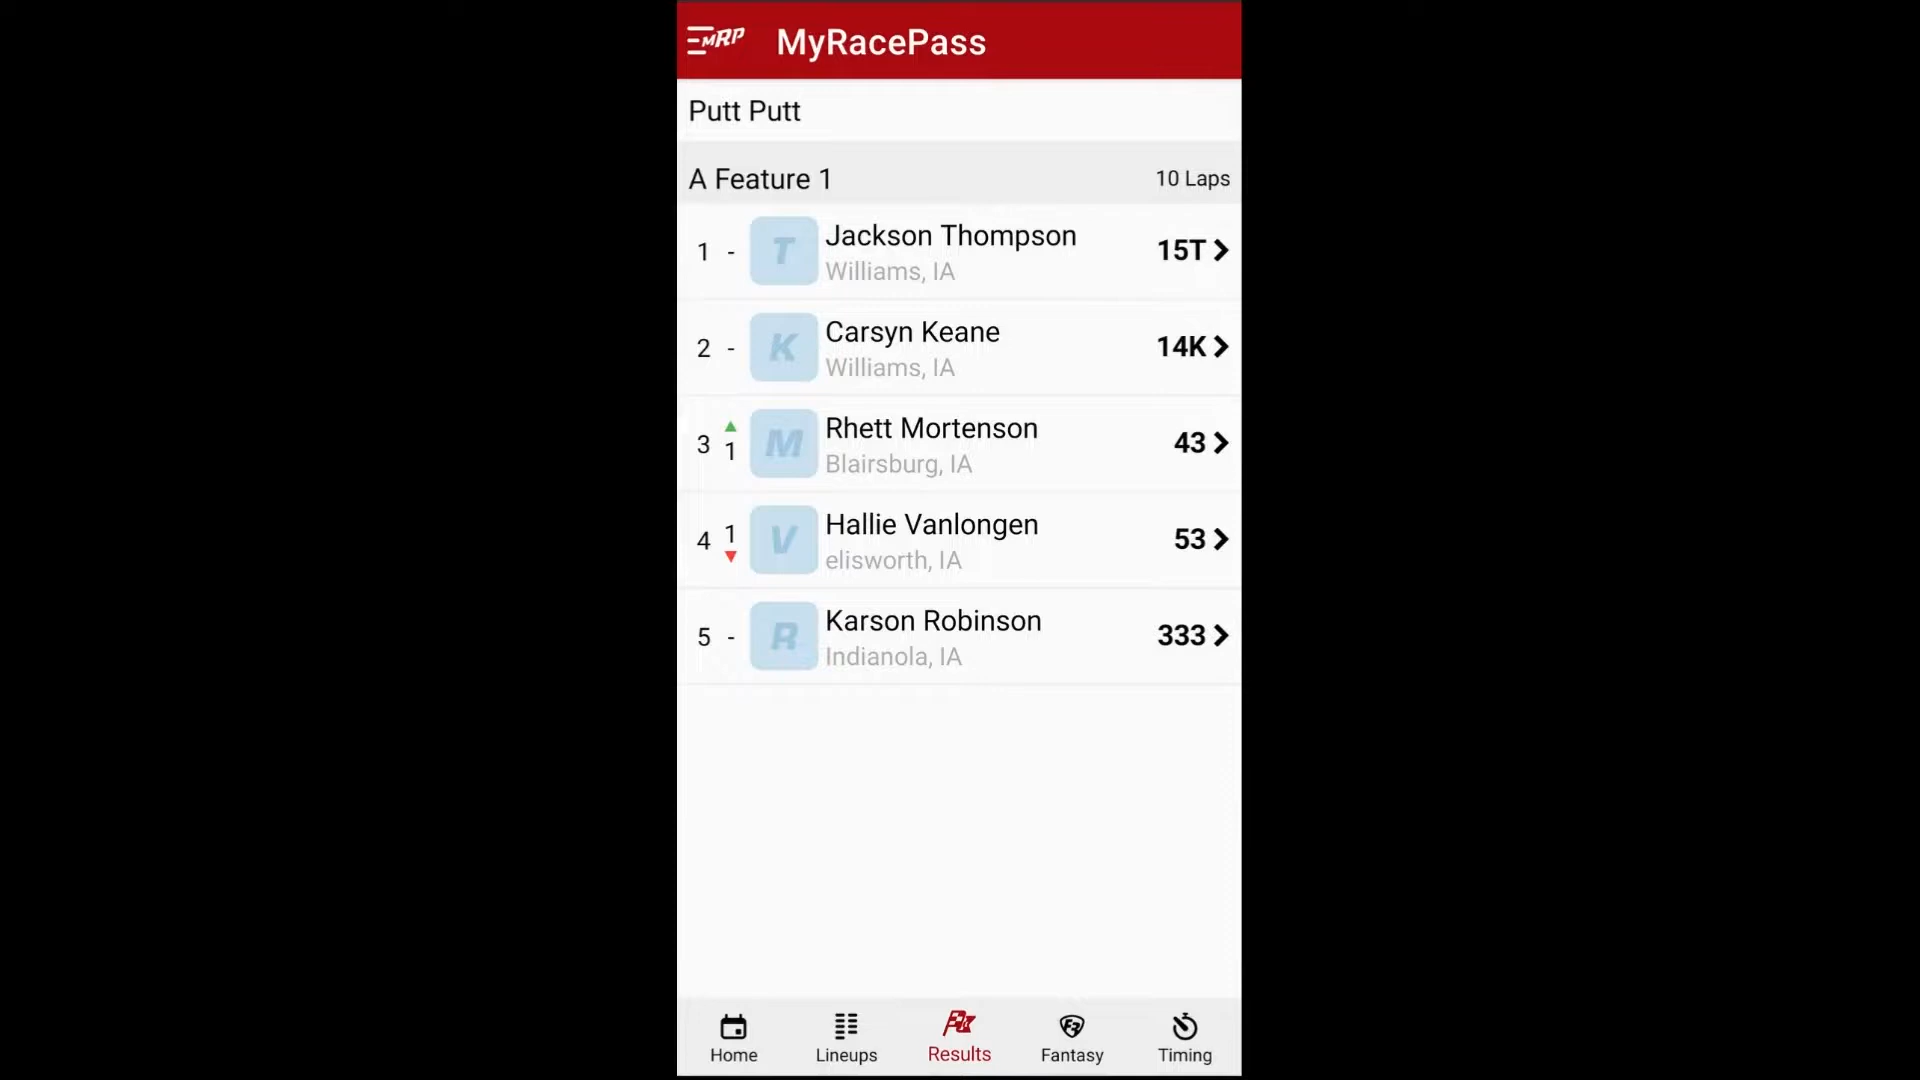 MRP MyRacePass
Putt Putt
A Feature 1 10 Laps
1 - T Jackson Thompson 15T
Williams, IA
2 - K Carsyn Keane 14K
Williams, IA
3 1 M Rhett Mortenson 43
Blairsburg, IA
4 1 V Hallie Vanlongen 53
elisworth, IA
5 - R Karson Robinson 333
Indianola, IA
Home Lineups Results Fantasy Timing